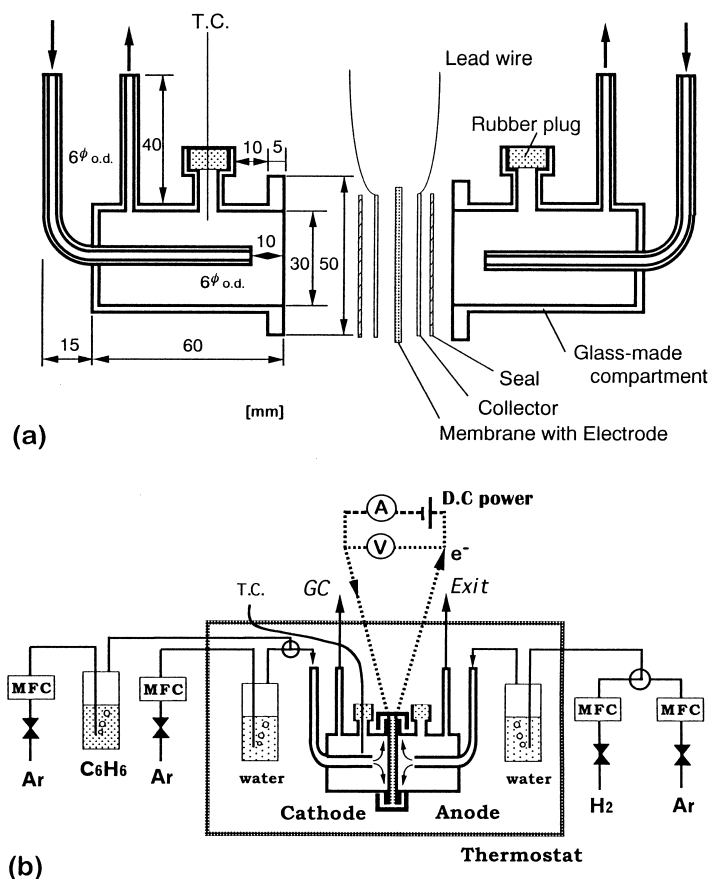 T.C.
Lead wire
Rubber plug
6ϕ o.d.
40
10
5
10
30
50
6ϕ o.d.
15
60
Glass-made
compartment
Seal
Collector
Membrane with Electrode
[mm]
(a)
A
D.C power
V
e-
T.C.
GC
Exit
MFC
MFC
MFC
MFC
Ar
C6H6
Ar
water
water
H2
Ar
Cathode
Anode
Thermostat
(b)